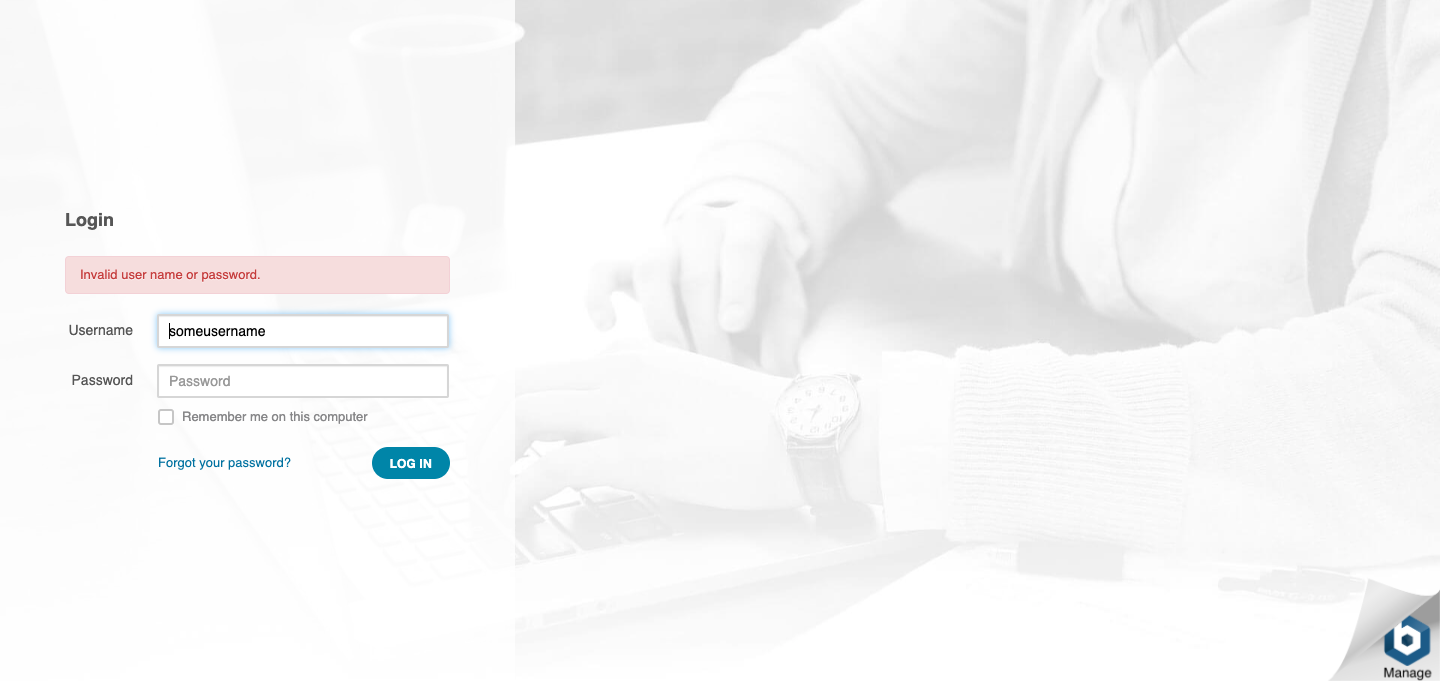 Login
Invalid user name or password.
Username
someusername
Password
Password
Remember me on this computer
Forgot your password?
LOG IN
Manage